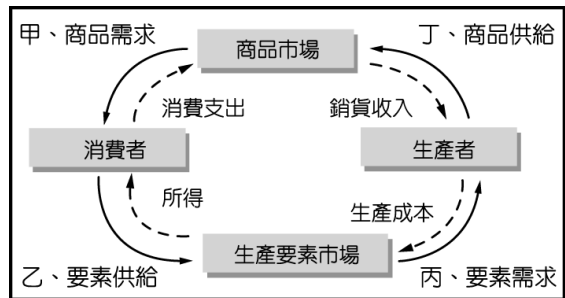 甲、商品需求
商品市場
丁、商品供給
消費支出
銷貨收入
消費者
生產者
所得
生產成本
生產要素市場
乙、要素供給
丙、要素需求